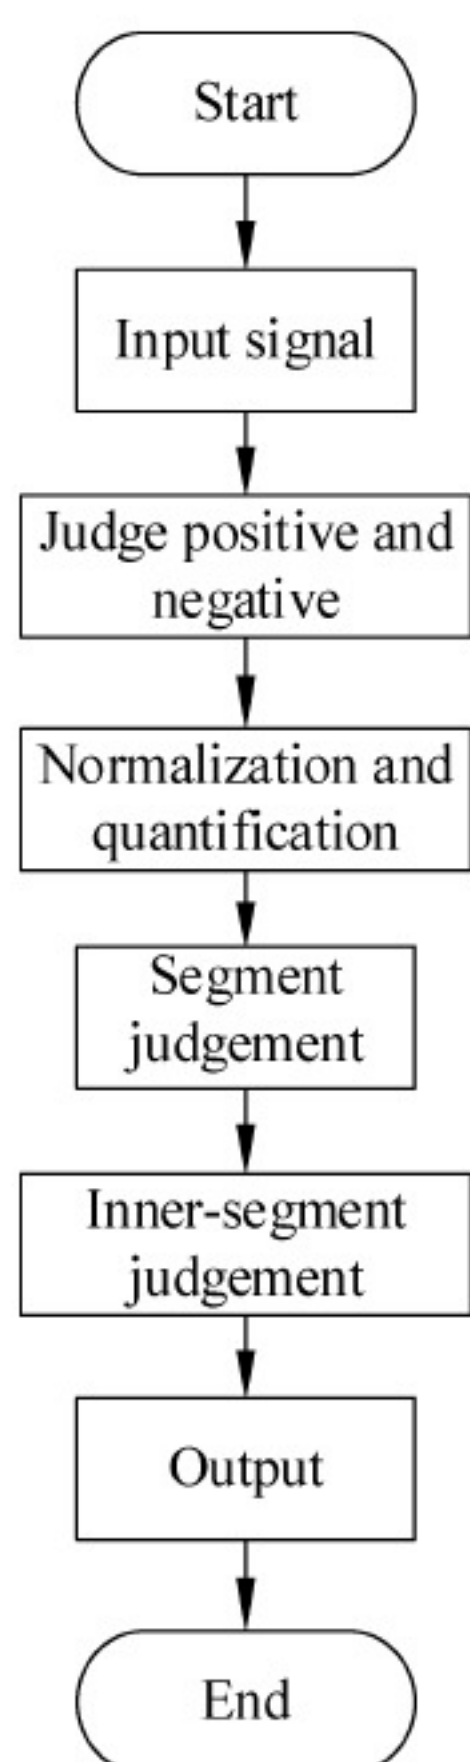 Start
Input signal
Judge positive and
negative
Normalization and
quantification
Segment
judgement
Inner-segment
judgement
Output
End